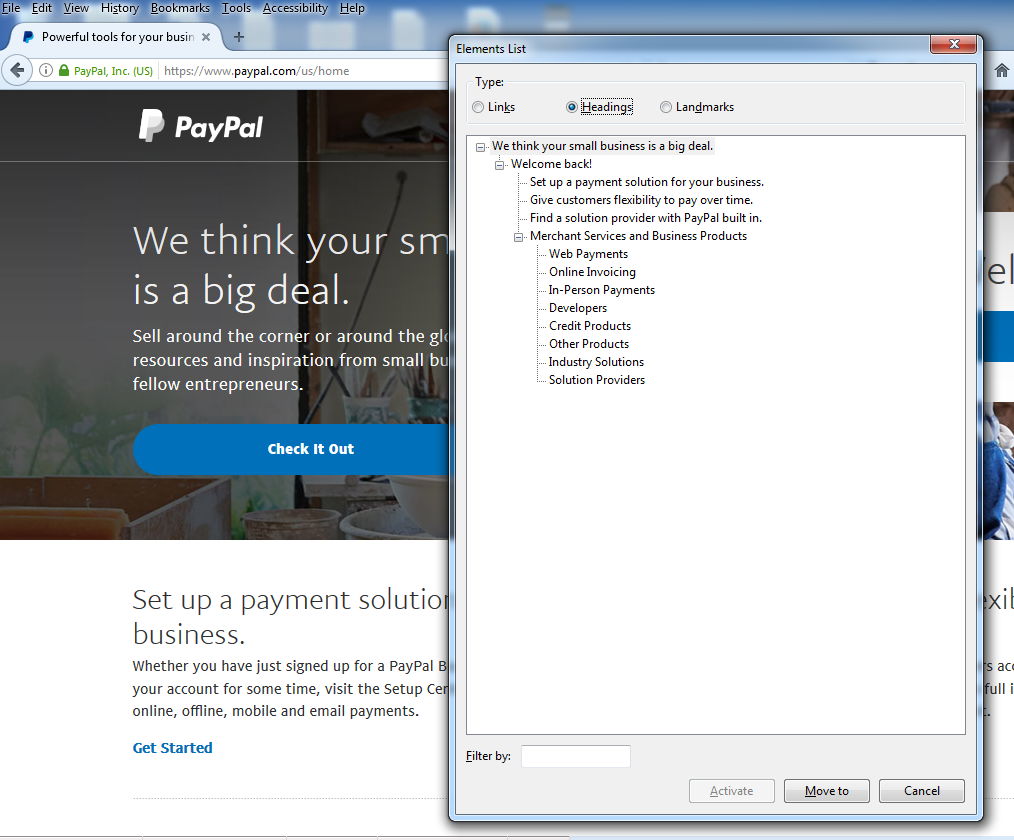 File Edit View History Bookmarks Tools Accessibility Help
Powerful tools for your busin
PayPal, Inc. (US) https://www.paypal.com/us/home
PayPal
We think your sm
is a big deal.
Sell around the corner or around the glo
resources and inspiration from small bu
fellow entrepreneurs.
Check It Out
Set up a payment solution
business.
Whether you have just signed up for a PayPal B
your account for some time, visit the Setup Cen
online, offline, mobile and email payments.
Get Started
Elements List
Type:
Links Headings Landmarks
We think your small business is a big deal.
Welcome back!
Set up a payment solution for your business.
Give customers flexibility to pay over time.
Find a solution provider with PayPal built in.
Merchant Services and Business Products
Web Payments
Online Invoicing
In-Person Payments
Developers
Credit Products
Other Products
Industry Solutions
Solution Providers
Filter by:
Activate Move to Cancel